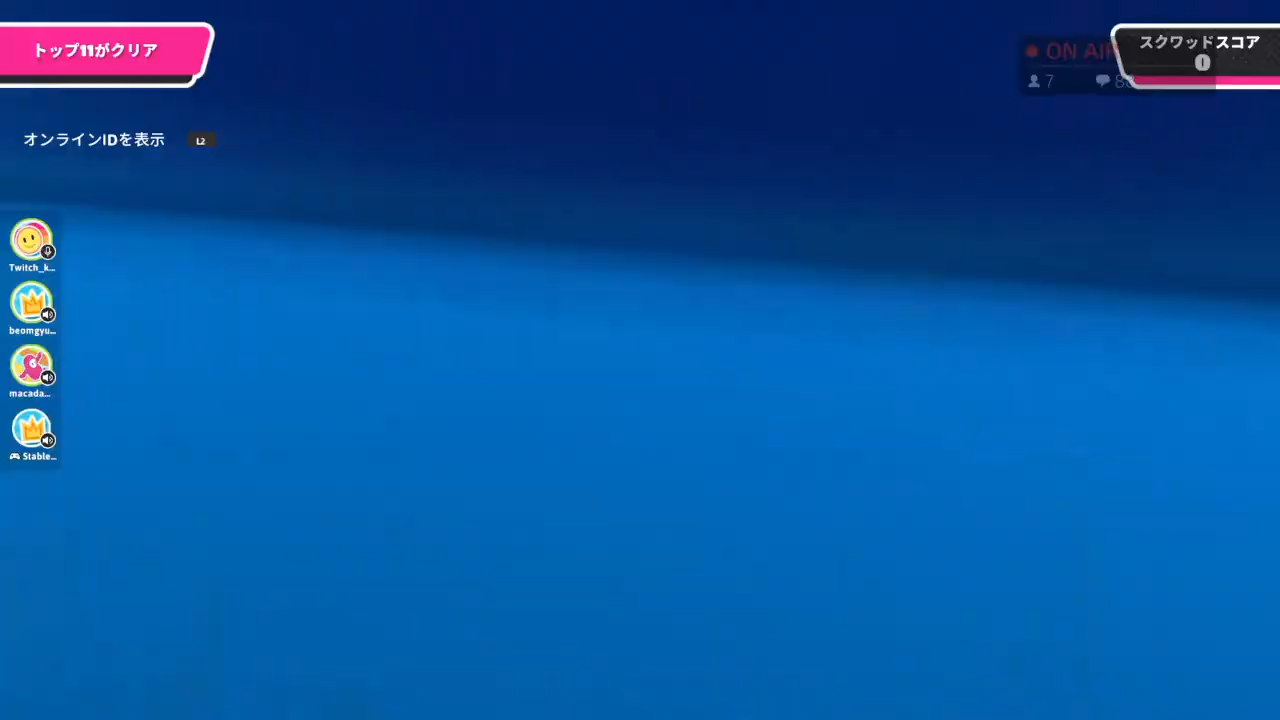 トップ11がクリア
ON AIR
スクワッドスコア
0
7
オンラインIDを表示 L2
Twitch_k...
beomgyu...
macada...
Stable...